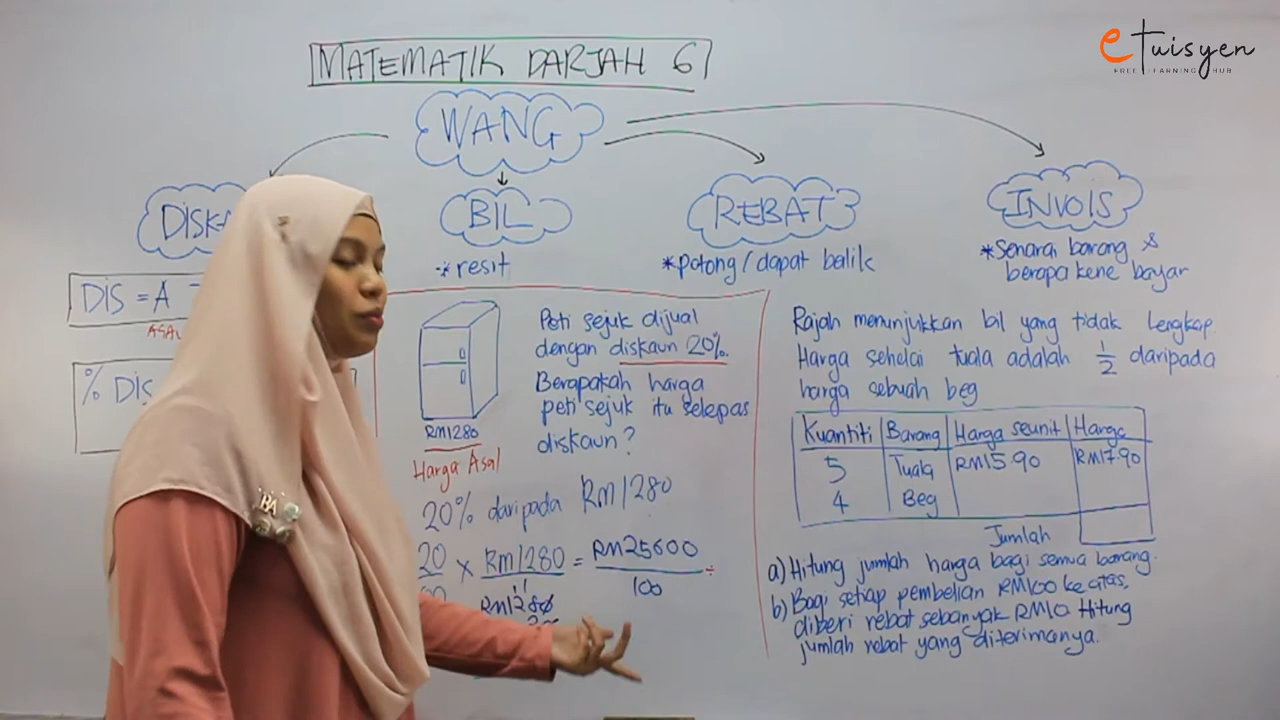 eTuisyen
FREE LEARNING HUB
MATEMATIK DARJAH 6
WANG
BIL
*resit
REBAT
*potong/dapat balik
INVOIS
*Senarai barang &
berapa kene bayar
DIS = A
% DIS
RM1280
Harga Asal
Peti sejuk dijual
dengan diskaun 20%.
Berapakah harga
peti sejuk itu selepas
diskaun?
20% daripada RM1280
20 × RM1280 = RM25600 ÷
100
Rajah menunjukkan bil yang tidak lengkap.
Harga sehelai tuala adalah 1/2 daripada
harga sebuah beg
Kuantiti Barang Harga seunit Harga
5 Tuala RM15.90 RM17.90
4 Beg
Jumlah
a) Hitung jumlah harga bagi semua barang.
b) Bagi setiap pembelian RM100 ke atas,
diberi rebat sebanyak RM10. Hitung
jumlah rebat yang diterimanya.